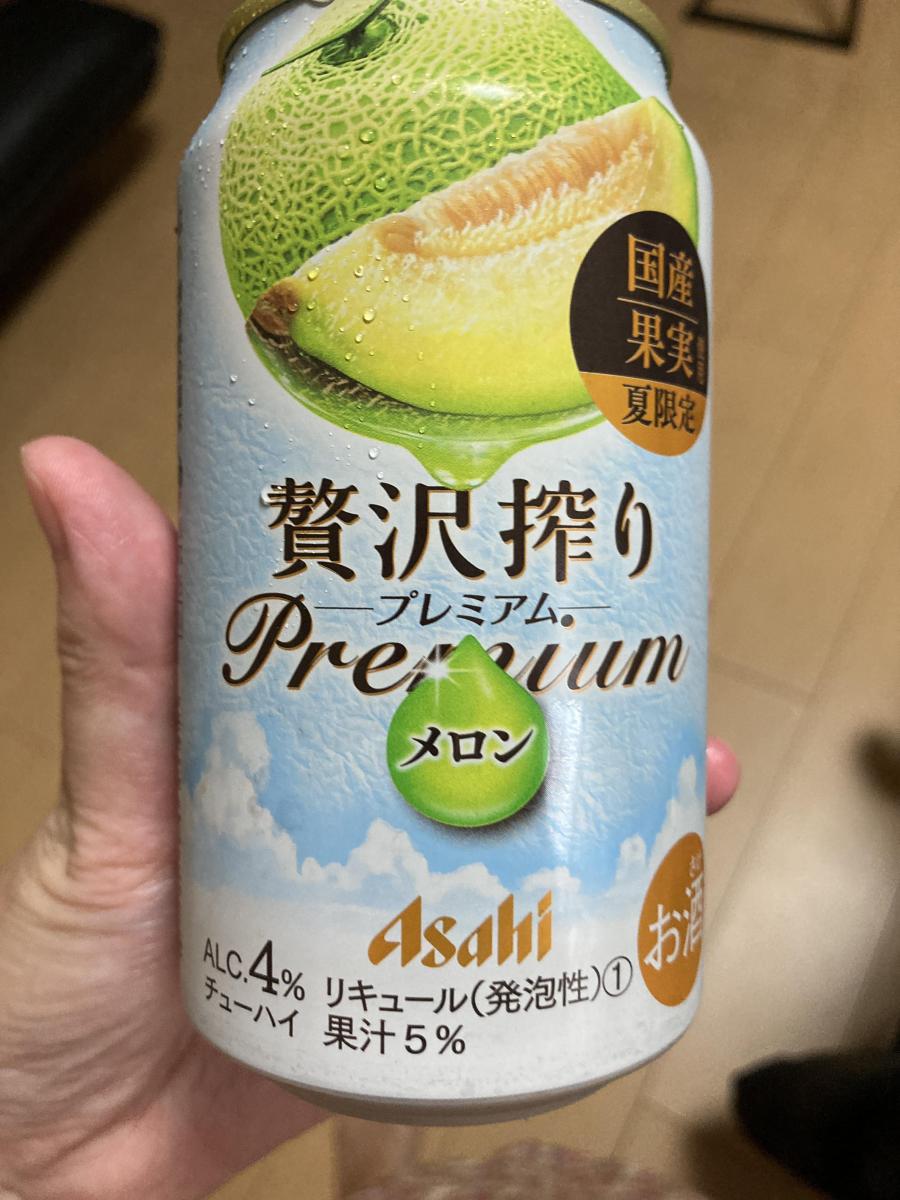 国産
果実
夏限定
贅沢搾り
プレミアム
Premium
メロン
Asahi
ALC.4%
チューハイ
リキュール(発泡性)①
果汁5%
お酒